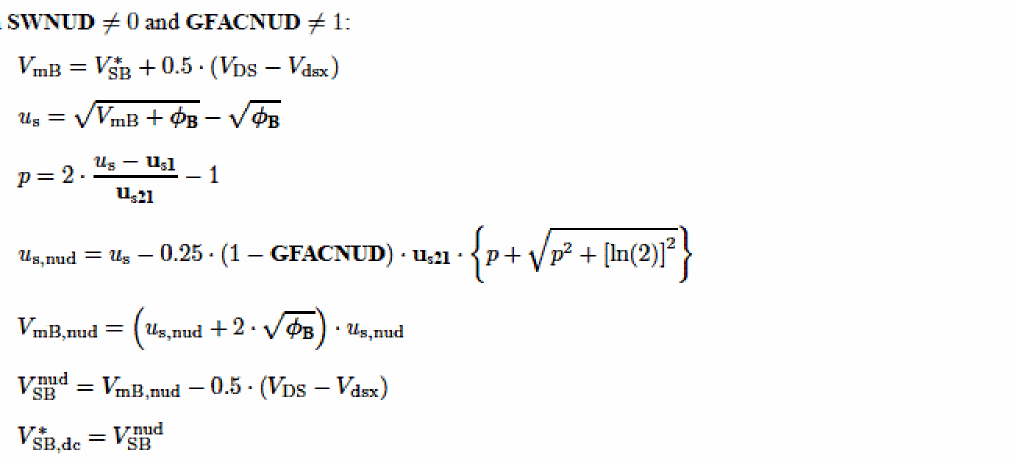 SWNUD ≠ 0 and GFACNUD ≠ 1:
V_mB = V*_SB + 0.5 · (V_DS − V_dsx)
u_s = √(V_mB + ϕ_B) − √ϕ_B
p = 2 · (u_s − u_s1)/u_s21 − 1
u_s,nud = u_s − 0.25 · (1 − GFACNUD) · u_s21 · {p + √(p² + [ln(2)]²)}
V_mB,nud = (u_s,nud + 2 · √ϕ_B) · u_s,nud
V^nud_SB = V_mB,nud − 0.5 · (V_DS − V_dsx)
V*_SB,dc = V^nud_SB